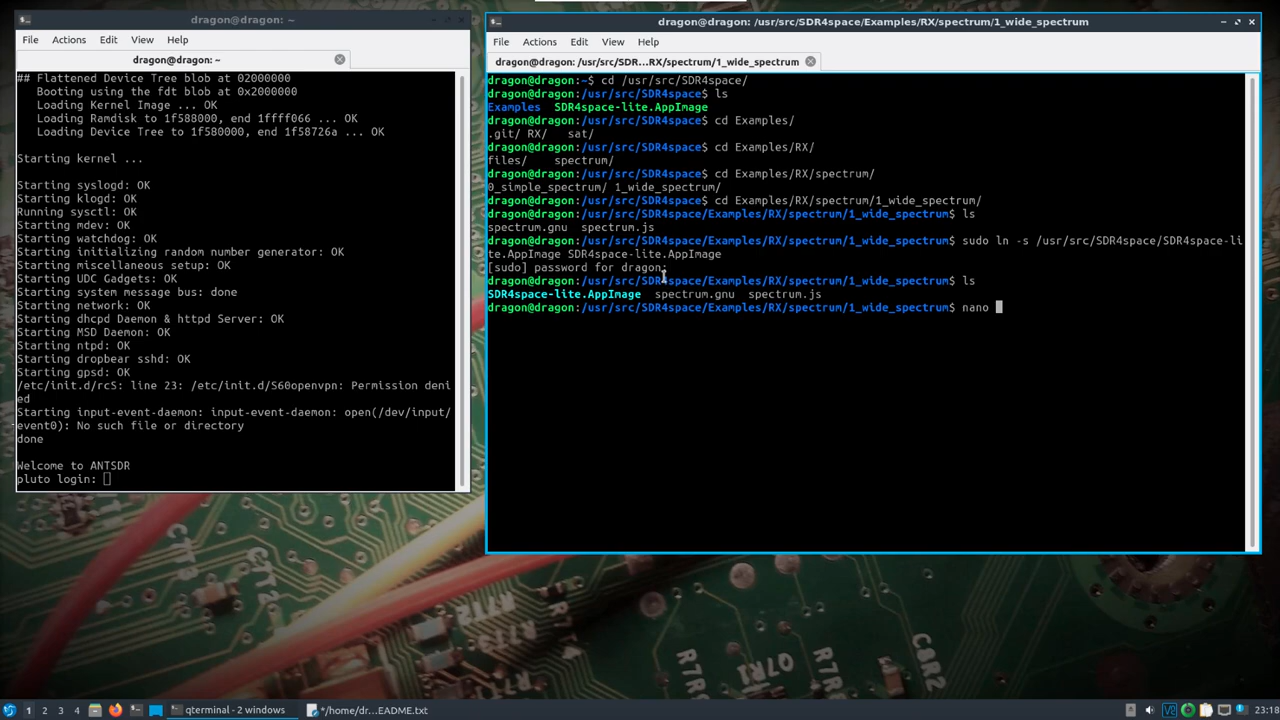 dragon@dragon: ~
File Actions Edit View Help
dragon@dragon: ~
## Flattened Device Tree blob at 02000000
Booting using the fdt blob at 0x2000000
Loading Kernel Image ... OK
Loading Ramdisk to 1f588000, end 1ffff066 ... OK
Loading Device Tree to 1f580000, end 1f58726a ... OK
Starting kernel ...
Starting syslogd: OK
Starting klogd: OK
Running sysctl: OK
Starting mdev: OK
Starting watchdog: OK
Starting initializing random number generator: OK
Starting miscellaneous setup: OK
Starting UDC Gadgets: OK
Starting system message bus: done
Starting network: OK
Starting dhcpd Daemon & httpd Server: OK
Starting MSD Daemon: OK
Starting ntpd: OK
Starting dropbear sshd: OK
Starting gpsd: OK
/etc/init.d/rcS: line 23: /etc/init.d/S60openvpn: Permission deni
ed
Starting input-event-daemon: input-event-daemon: open(/dev/input/
event0): No such file or directory
done
Welcome to ANTSDR
pluto login:
dragon@dragon: /usr/src/SDR4space/Examples/RX/spectrum/1_wide_spectrum
File Actions Edit View Help
dragon@dragon: /usr/src/SDR...RX/spectrum/1_wide_spectrum
dragon@dragon:~$ cd /usr/src/SDR4space/
dragon@dragon:/usr/src/SDR4space$ ls
Examples SDR4space-lite.AppImage
dragon@dragon:/usr/src/SDR4space$ cd Examples/
.git/ RX/ sat/
dragon@dragon:/usr/src/SDR4space$ cd Examples/RX/
files/ spectrum/
dragon@dragon:/usr/src/SDR4space$ cd Examples/RX/spectrum/
0_simple_spectrum/ 1_wide_spectrum/
dragon@dragon:/usr/src/SDR4space$ cd Examples/RX/spectrum/1_wide_spectrum/
dragon@dragon:/usr/src/SDR4space/Examples/RX/spectrum/1_wide_spectrum$ ls
spectrum.gnu spectrum.js
dragon@dragon:/usr/src/SDR4space/Examples/RX/spectrum/1_wide_spectrum$ sudo ln -s /usr/src/SDR4space/SDR4space-li
te.AppImage SDR4space-lite.AppImage
[sudo] password for dragon:
dragon@dragon:/usr/src/SDR4space/Examples/RX/spectrum/1_wide_spectrum$ ls
SDR4space-lite.AppImage spectrum.gnu spectrum.js
dragon@dragon:/usr/src/SDR4space/Examples/RX/spectrum/1_wide_spectrum$ nano
1 2 3 4 qterminal - 2 windows */home/dr...EADME.txt 23:18